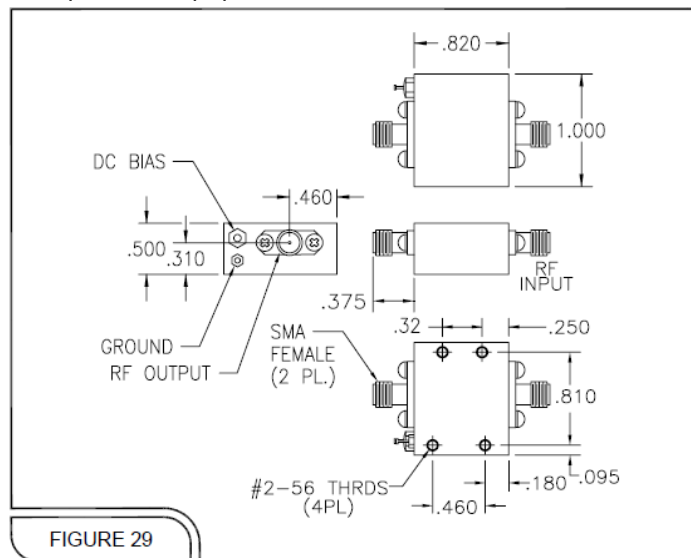 .820
1.000
DC BIAS
.460
.500
.310
RF
INPUT
.375
GROUND
RF OUTPUT
SMA
FEMALE
(2 PL.)
.32
.250
.810
#2-56 THRDS
(4PL)
.460
.180
.095
FIGURE 29